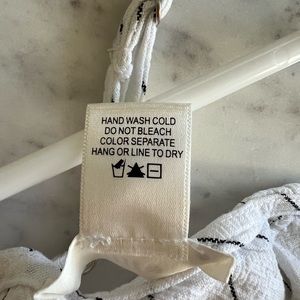 HAND WASH COLD
DO NOT BLEACH
COLOR SEPARATE
HANG OR LINE TO DRY